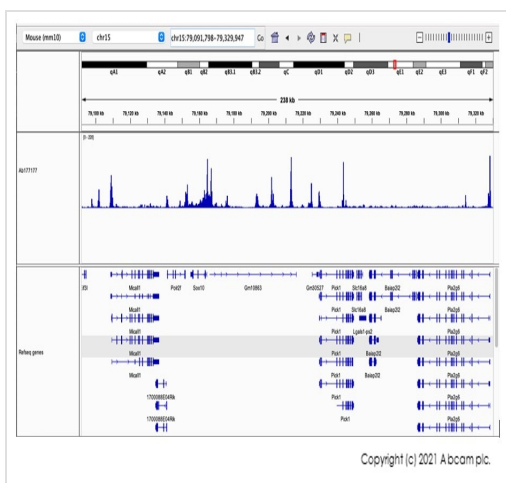 Mouse (mm10) chr15 chr15:79,091,798-79,329,947 Go
qA1 qA2 qB1 qB2 qB3.1 qB3.2 qC qD1 qD2 qD3 qE1 qE2 qE3 qF1 qF2
238 kb
79,100 kb 79,120 kb 79,140 kb 79,160 kb 79,180 kb 79,200 kb 79,220 kb 79,240 kb 79,260 kb 79,280 kb 79,300 kb 79,320 kb
Ab177177
Mcat1 Polr2f Sox10 Gm10863 Gm30527 Pick1 Slc16a8 Baiap2l2 Pla2g6
Pick1 Slc16a8 Baiap2l2 Pla2g6
Pick1 Lgals1-ps2 Pla2g6
Refseq genes
Pick1 Baiap2l2 Pla2g6
Pick1 Baiap2l2 Pla2g6
1700088E04Rik Pick1 Pla2g6
1700088E04Rik Pick1 Pla2g6
Copyright (c) 2021 Abcam plc.